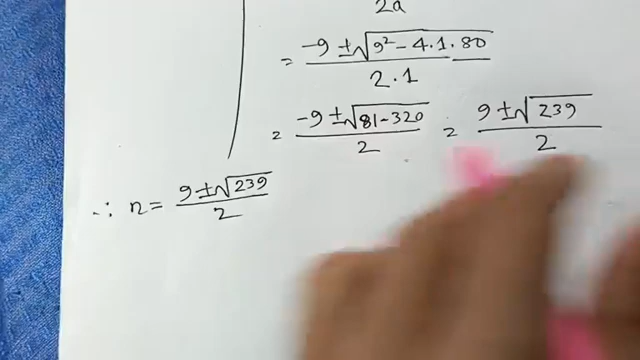 2a
= -9 ±√9² - 4.1.80 / 2.1
= -9 ±√81-320 / 2 = 9 ±√239 / 2
∴ n = 9 ±√239 / 2